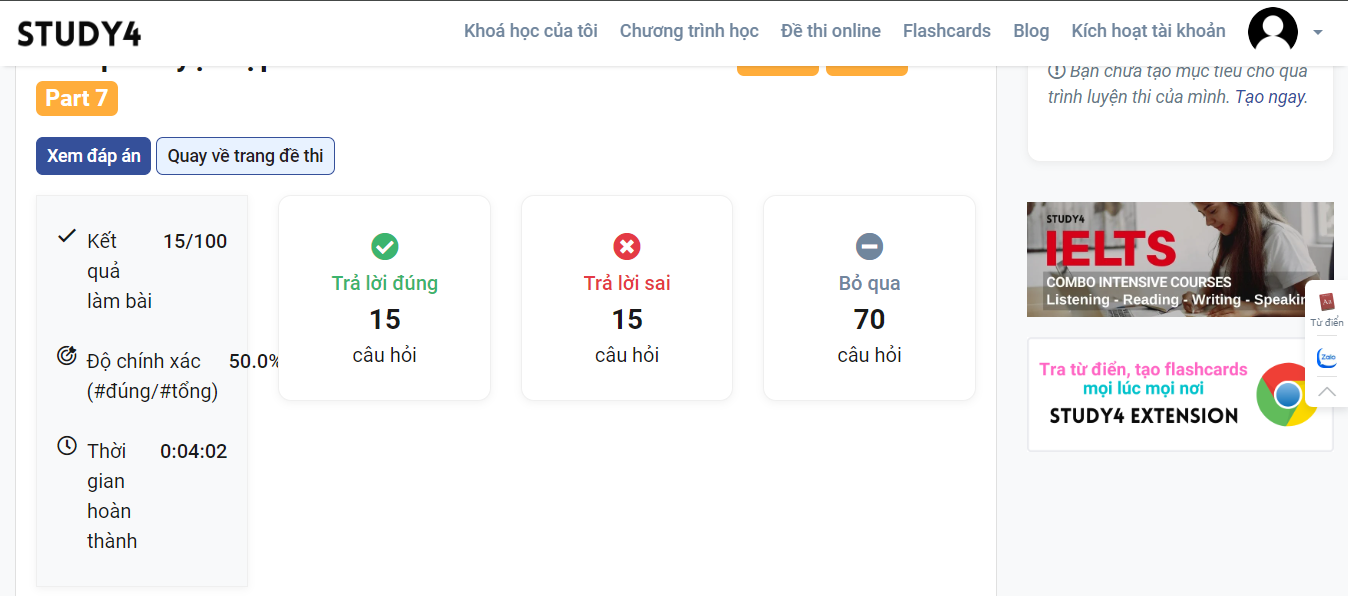 STUDY4
Khoá học của tôi
Chương trình học
Đề thi online
Flashcards
Blog
Kích hoạt tài khoản
Part 7
Xem đáp án
Quay về trang đề thi
Kết quả làm bài 15/100
Độ chính xác (#đúng/#tổng) 50.0%
Thời gian hoàn thành 0:04:02
Trả lời đúng
15
câu hỏi
Trả lời sai
15
câu hỏi
Bỏ qua
70
câu hỏi
Bạn chưa tạo mục tiêu cho quá
trình luyện thi của mình. Tạo ngay.
STUDY4
IELTS
COMBO INTENSIVE COURSES
Listening - Reading - Writing -
Từ điển
Zalo
Tra từ điển, tạo flashcards
mọi lúc mọi nơi
STUDY4 EXTENSION